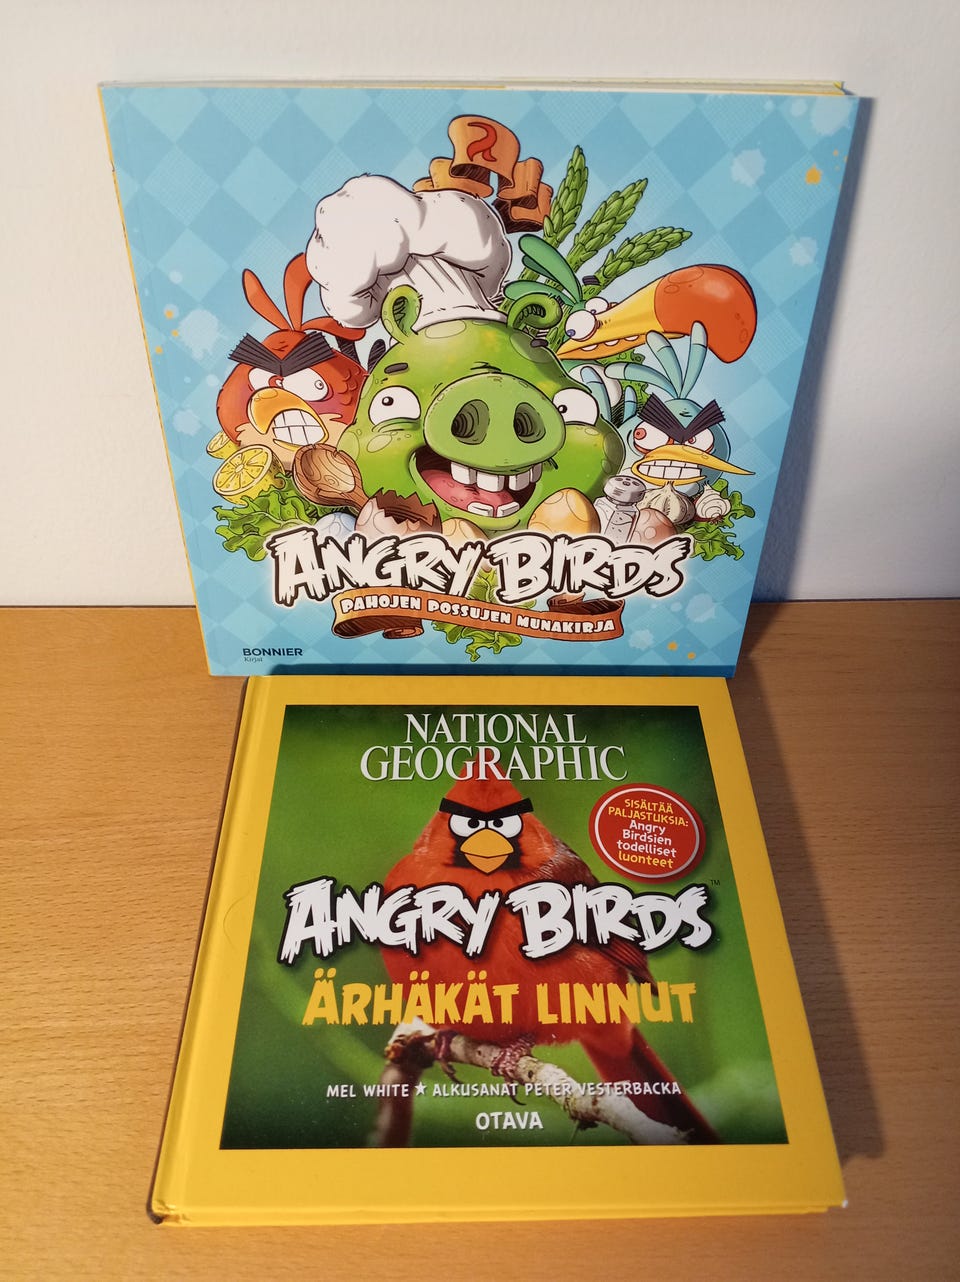 ANGRY BIRDS
PAHOJEN POSSUJEN MUNAKIRJA
BONNIER
Kirjat
NATIONAL
GEOGRAPHIC
SISÄLTÄÄ
PALJASTUKSIA:
Angry
Birdsien
todelliset
luonteet
ANGRY BIRDS™
ÄRHÄKÄT LINNUT
MEL WHITE ★ ALKUSANAT PETER VESTERBACKA
OTAVA